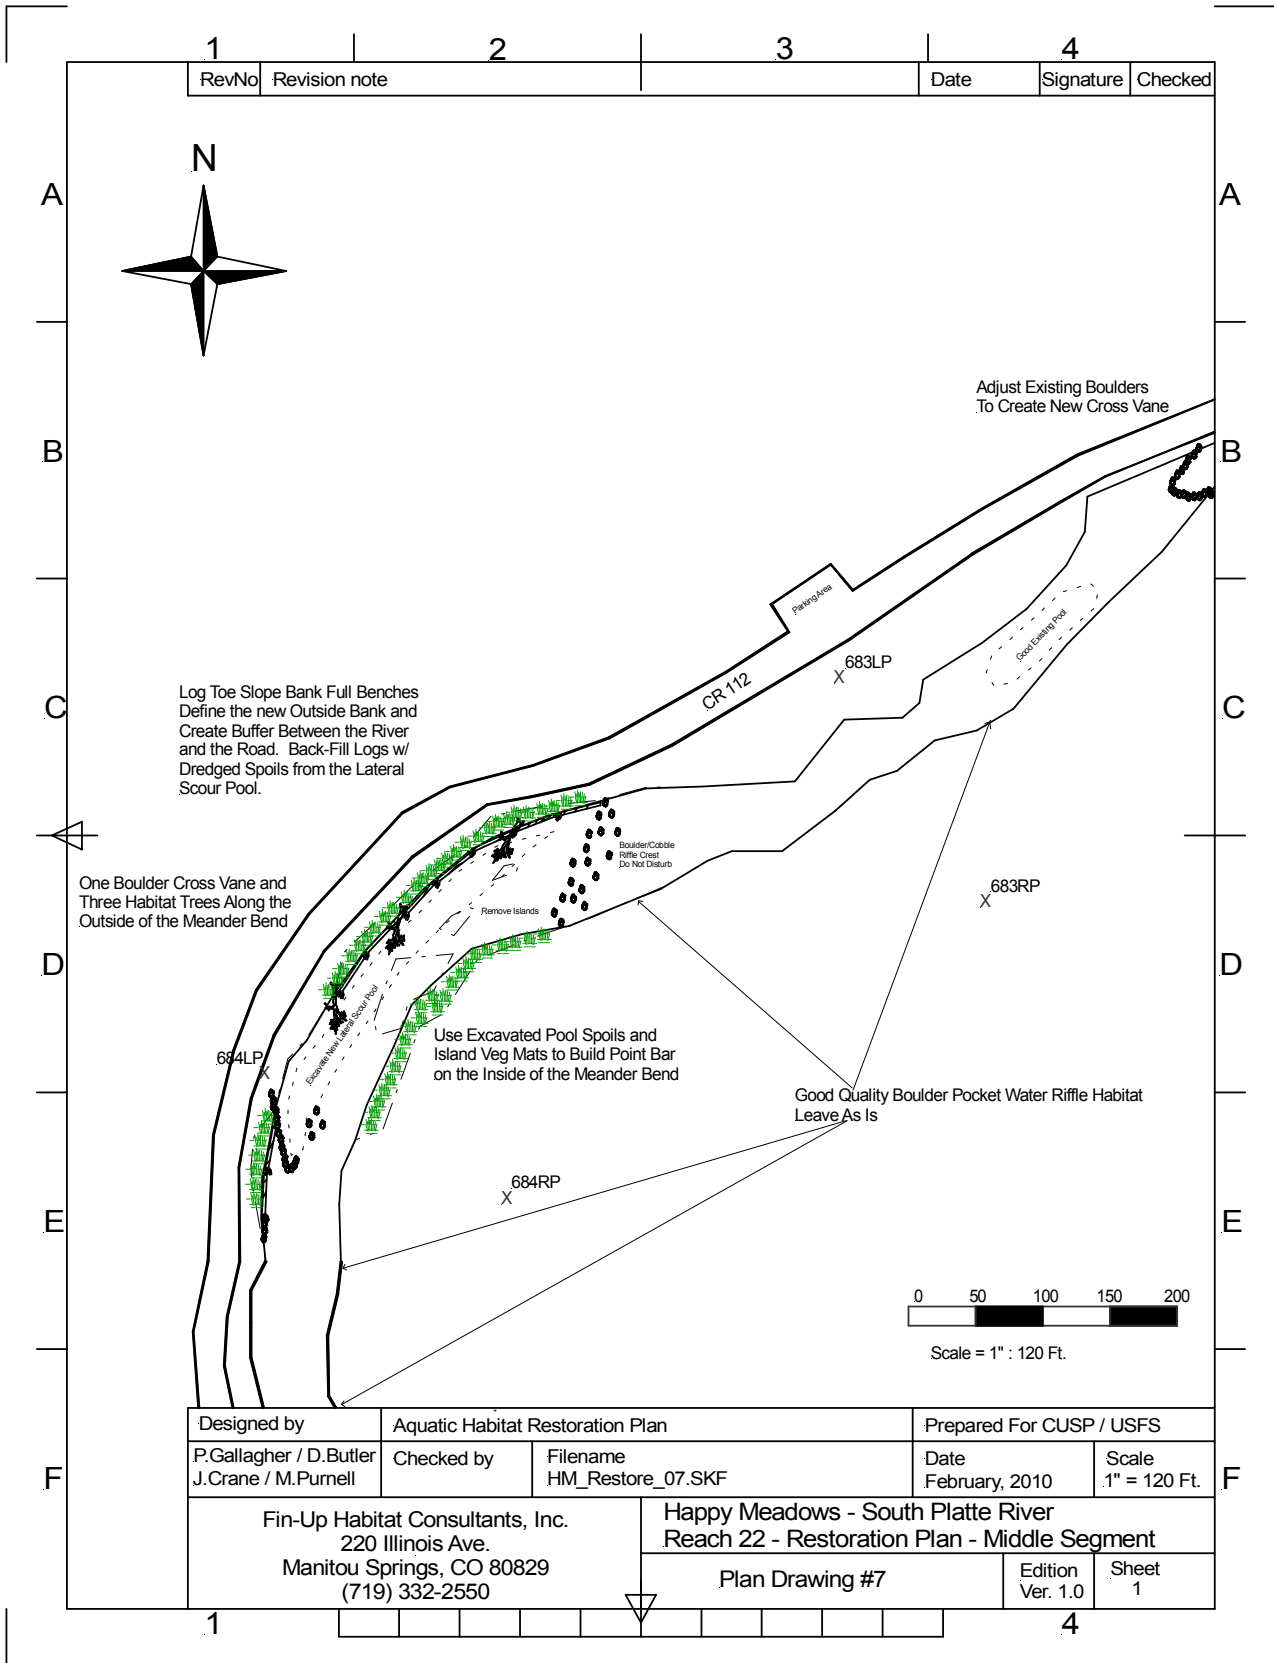 1 2 3 4
RevNo Revision note Date Signature Checked
N
A A
Adjust Existing Boulders
To Create New Cross Vane
B B
Parking Area
Good Existing Pool
683LP
CR 112
C C
Log Toe Slope Bank Full Benches
Define the new Outside Bank and
Create Buffer Between the River
and the Road. Back-Fill Logs w/
Dredged Spoils from the Lateral
Scour Pool.
Boulder/Cobble
Riffle Crest
Do Not Disturb
One Boulder Cross Vane and
Three Habitat Trees Along the
Outside of the Meander Bend
683RP
X
X
Remove Islands
D D
Excavate New Lateral Scour Pool
Use Excavated Pool Spoils and
Island Veg Mats to Build Point Bar
on the Inside of the Meander Bend
684LP
X
Good Quality Boulder Pocket Water Riffle Habitat
Leave As Is
684RP
X
E E
0 50 100 150 200
Scale = 1" : 120 Ft.
Designed by
P.Gallagher / D.Butler
J.Crane / M.Purnell
Aquatic Habitat Restoration Plan
Prepared For CUSP / USFS
Checked by
Filename
HM_Restore_07.SKF
Date
February, 2010
Scale
1" = 120 Ft.
F F
Fin-Up Habitat Consultants, Inc.
220 Illinois Ave.
Manitou Springs, CO 80829
(719) 332-2550
Happy Meadows - South Platte River
Reach 22 - Restoration Plan - Middle Segment
Plan Drawing #7
Edition
Ver. 1.0
Sheet
1
1 4